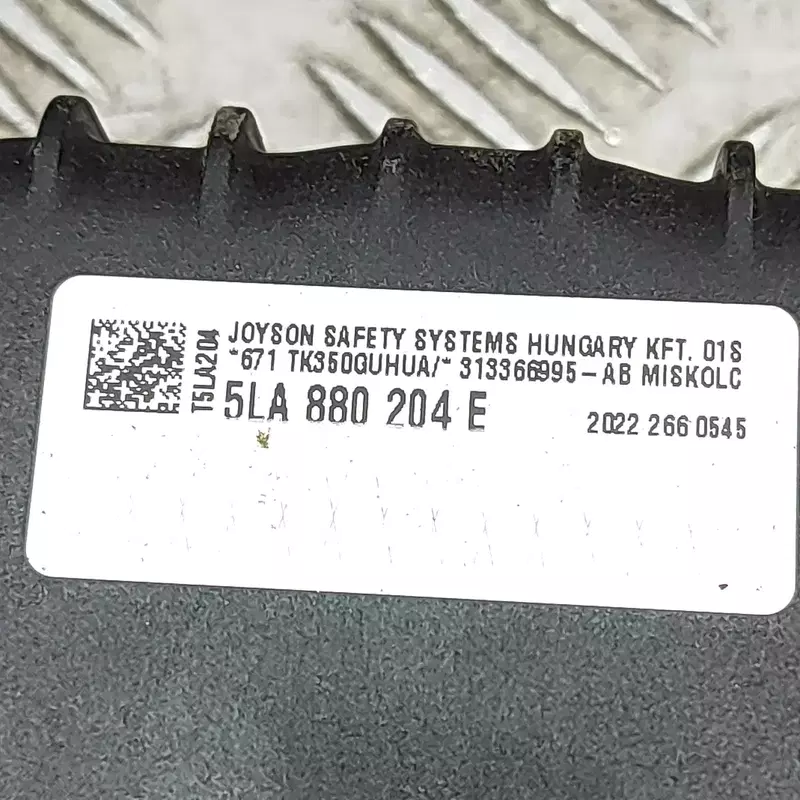 JOYSON SAFETY SYSTEMS HUNGARY KFT. 01S
*671 TK350QUHUA/* 313366995-AB MISKOLC
T5LA204
5LA 880 204 E
2022 266 0545